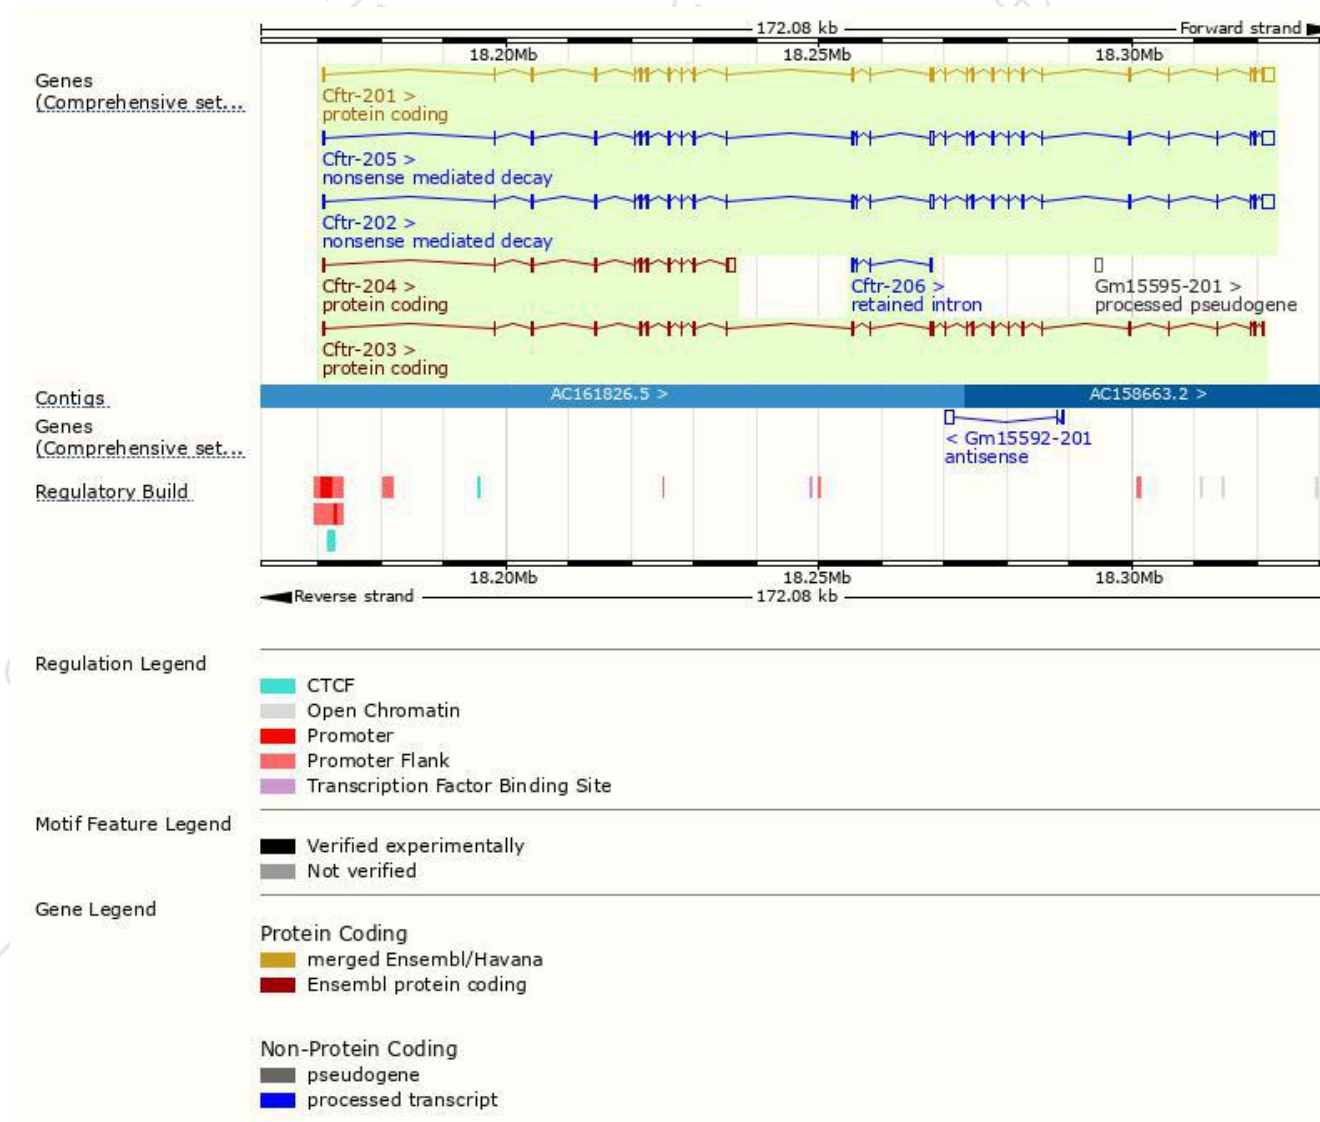 172.08 kb Forward strand
18.20Mb 18.25Mb 18.30Mb
Genes
(Comprehensive set...
Cftr-201 >
protein coding
Cftr-205 >
nonsense mediated decay
Cftr-202 >
nonsense mediated decay
Cftr-204 > Cftr-206 > Gm15595-201 >
protein coding retained intron processed pseudogene
Cftr-203 >
protein coding
Contigs AC161826.5 > AC158663.2 >
Genes
(Comprehensive set...
< Gm15592-201
antisense
Regulatory Build
18.20Mb 18.25Mb 18.30Mb
Reverse strand 172.08 kb
Regulation Legend
CTCF
Open Chromatin
Promoter
Promoter Flank
Transcription Factor Binding Site
Motif Feature Legend
Verified experimentally
Not verified
Gene Legend
Protein Coding
merged Ensembl/Havana
Ensembl protein coding
Non-Protein Coding
pseudogene
processed transcript